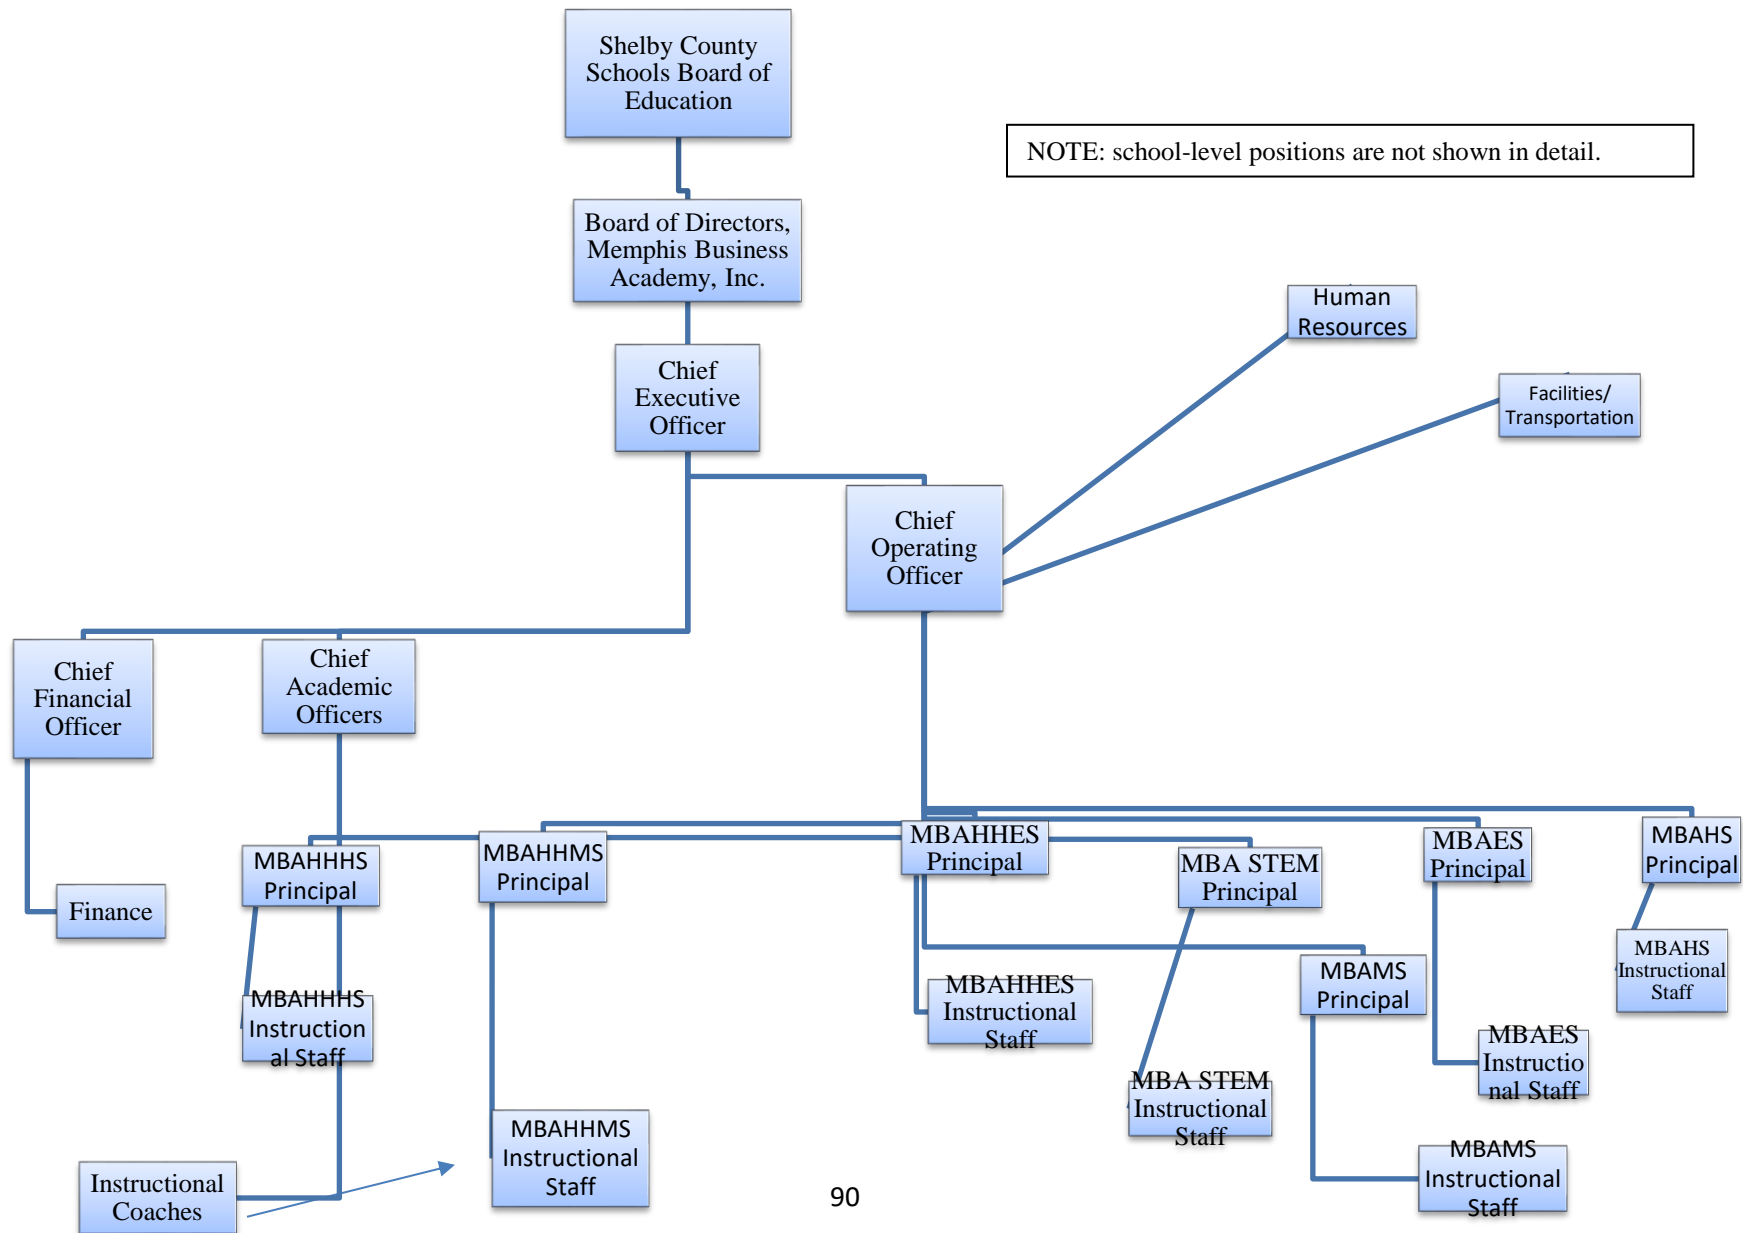 Shelby County
Schools Board of
Education
NOTE: school-level positions are not shown in detail.
Board of Directors,
Memphis Business
Academy, Inc.
Human
Resources
Chief
Executive
Officer
Facilities/
Transportation
Chief
Operating
Officer
Chief
Financial
Officer
Chief
Academic
Officers
MBAHHHS
Principal
MBAHHMS
Principal
MBAHHES
Principal
MBA STEM
Principal
MBAES
Principal
MBAHS
Principal
Finance
MBAHHHS
Instruction
al Staff
MBAHHES
Instructional
Staff
MBAMS
Principal
MBAHS
Instructional
Staff
MBAES
Instructio
nal Staff
MBA STEM
Instructional
Staff
MBAHHMS
Instructional
Staff
MBAMS
Instructional
Staff
Instructional
Coaches
90